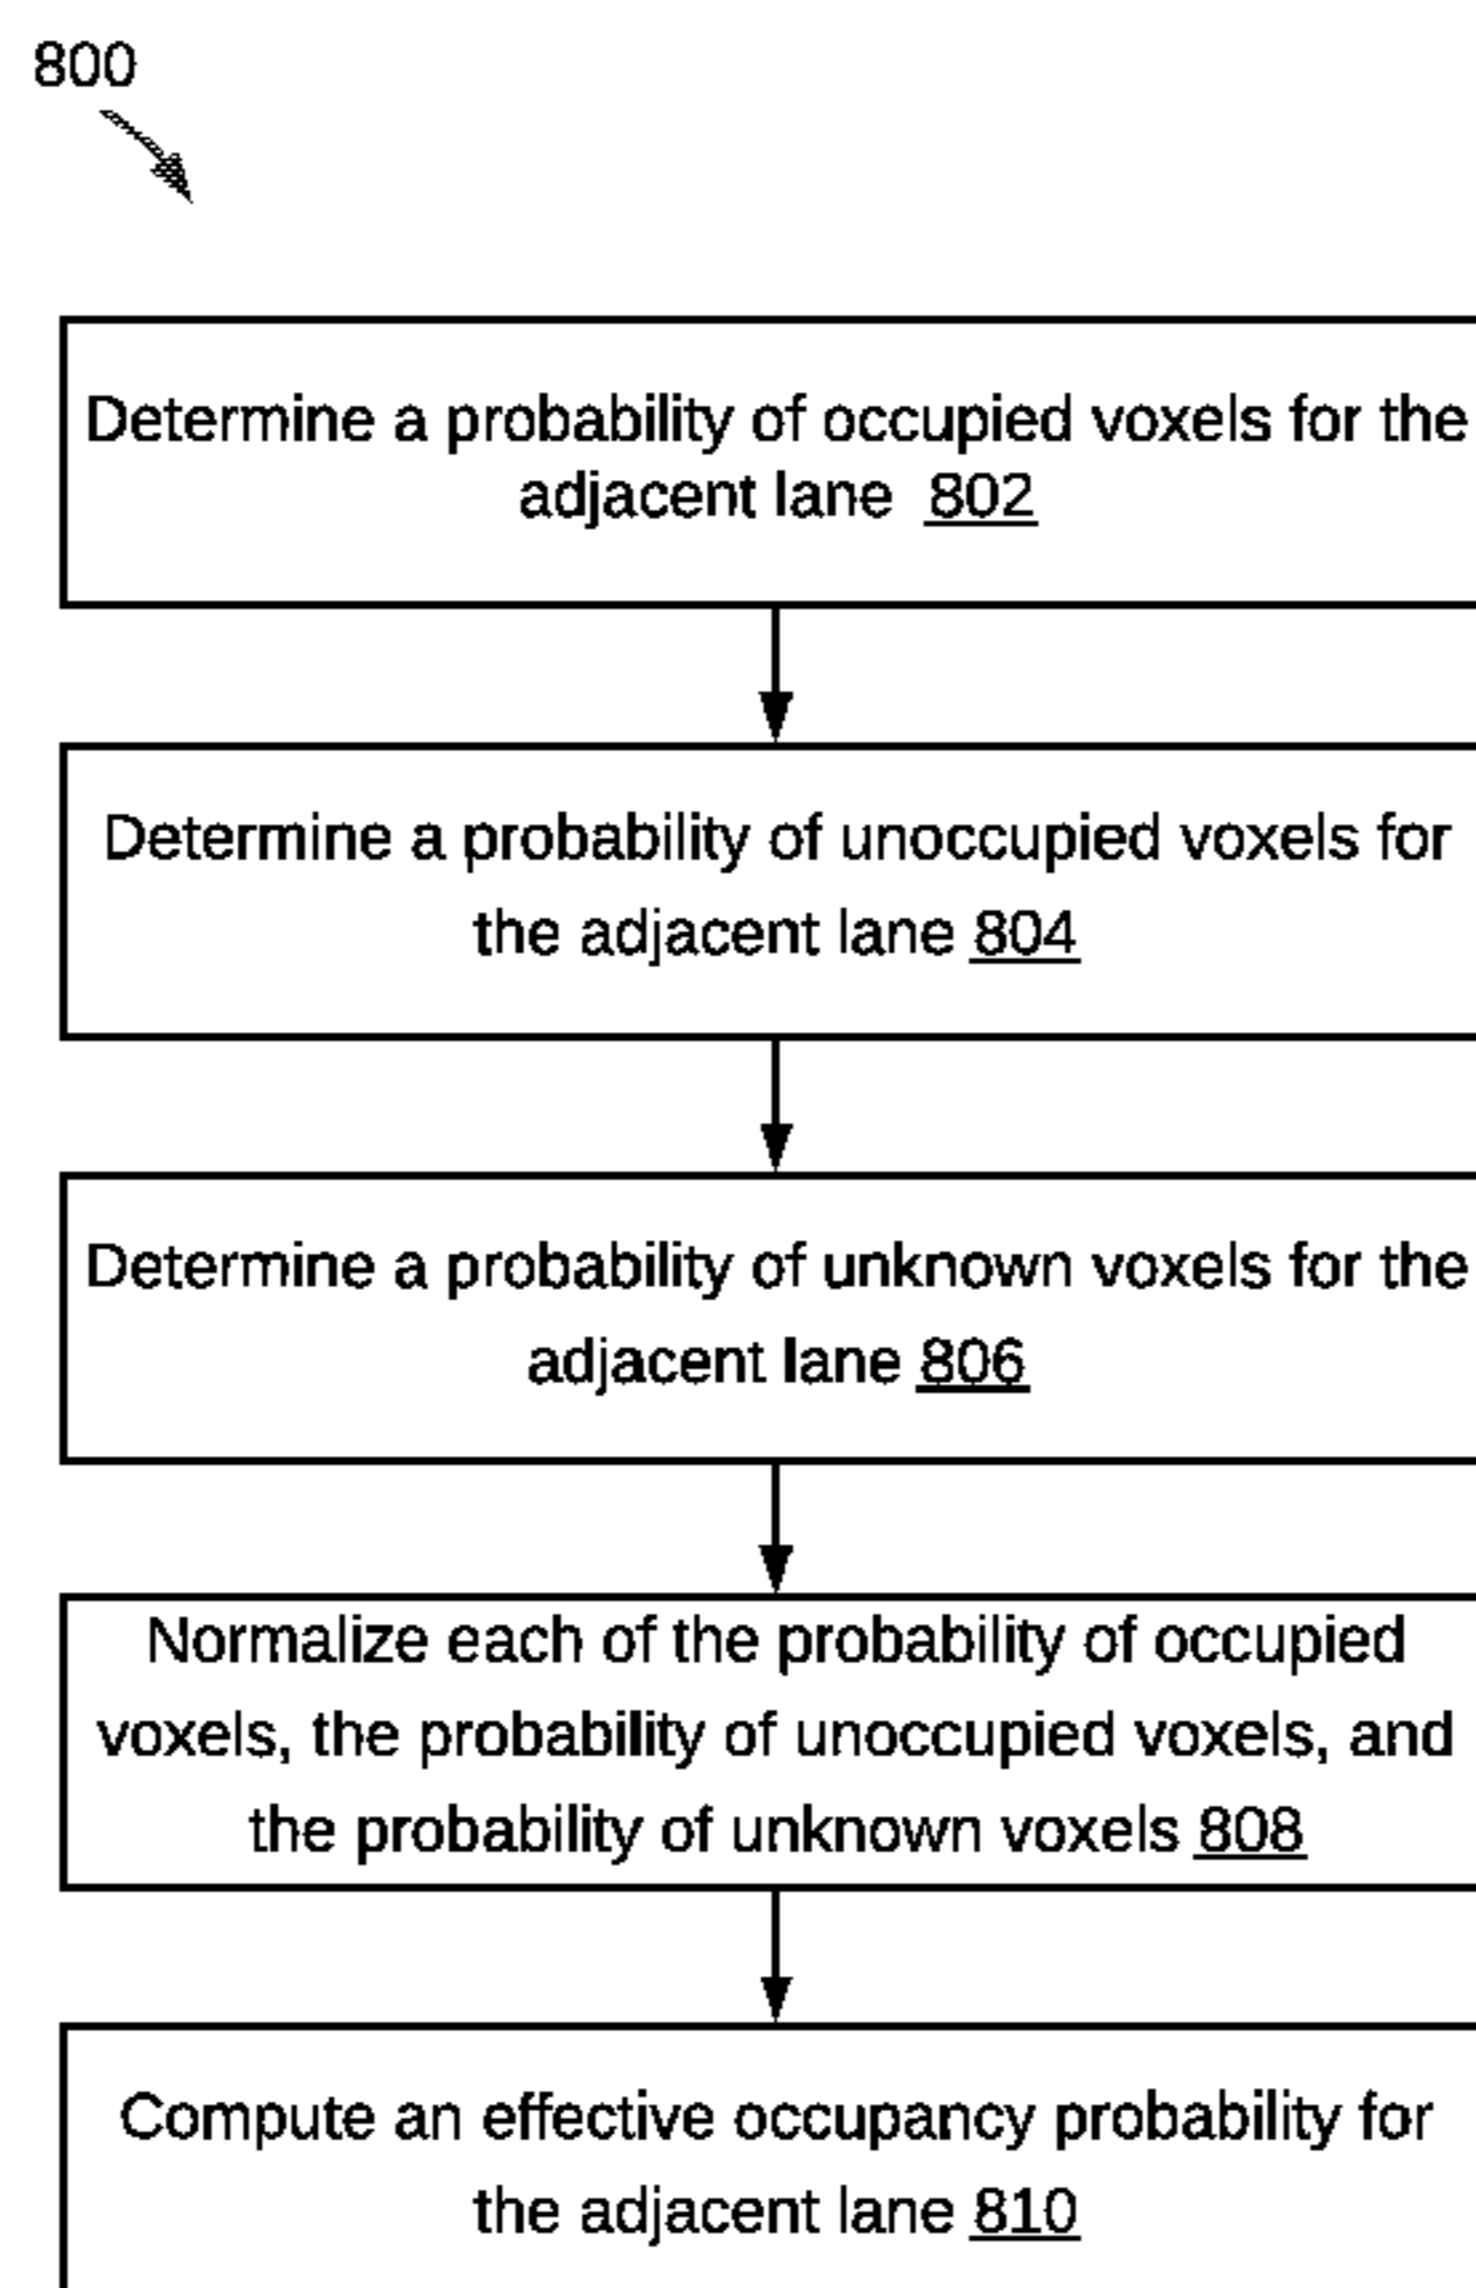 800
Determine a probability of occupied voxels for the
adjacent lane 802
Determine a probability of unoccupied voxels for
the adjacent lane 804
Determine a probability of unknown voxels for the
adjacent lane 806
Normalize each of the probability of occupied
voxels, the probability of unoccupied voxels, and
the probability of unknown voxels 808
Compute an effective occupancy probability for
the adjacent lane 810